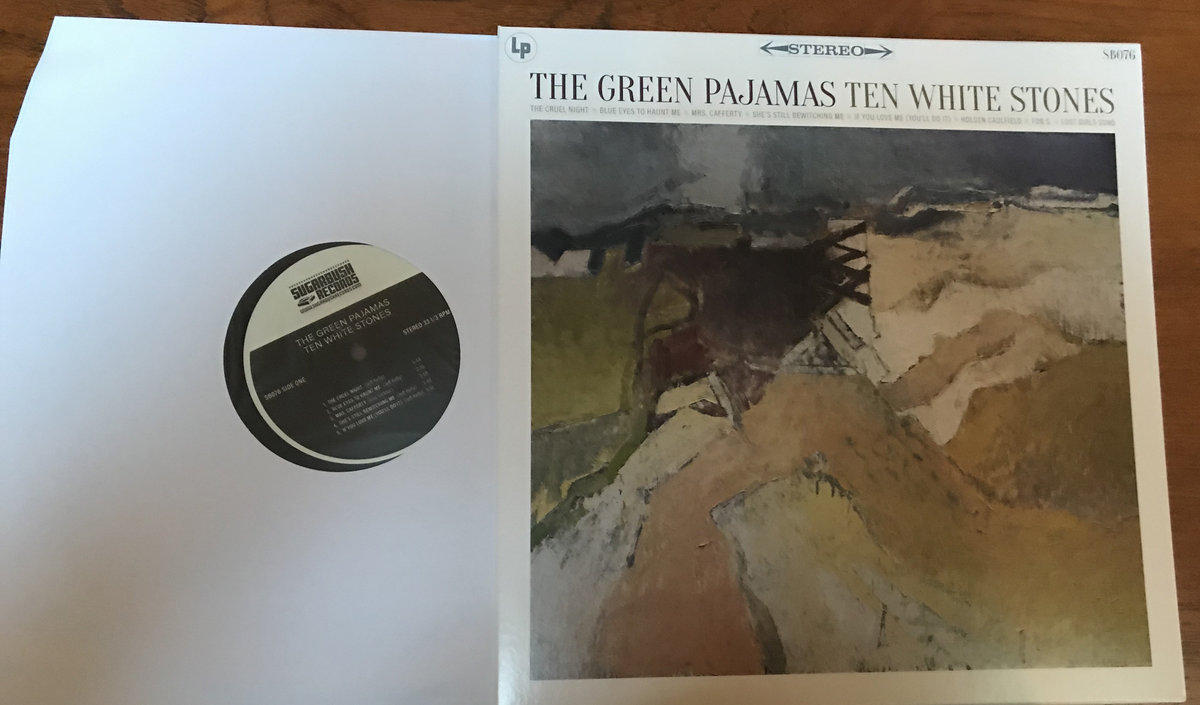 LP
STEREO
SB076
THE GREEN PAJAMAS TEN WHITE STONES
THE CRUEL NIGHT BLUE EYES TO HAUNT ME MRS. CAFFERTY SHE'S STILL BEWITCHING ME IF YOU LOVE ME (YOU'LL DO IT) HOLDEN CAULFIELD FOR S. LOST GIRLS SONG
SUGARBUSH
RECORDS
THE GREEN PAJAMAS
TEN WHITE STONES
STEREO 33 1/3 RPM
SB076 SIDE ONE
1. THE CRUEL NIGHT
2. BLUE EYES TO HAUNT ME
3. MRS. CAFFERTY
4. SHE'S STILL BEWITCHING ME
5. IF YOU LOVE ME (YOU'LL DO IT)